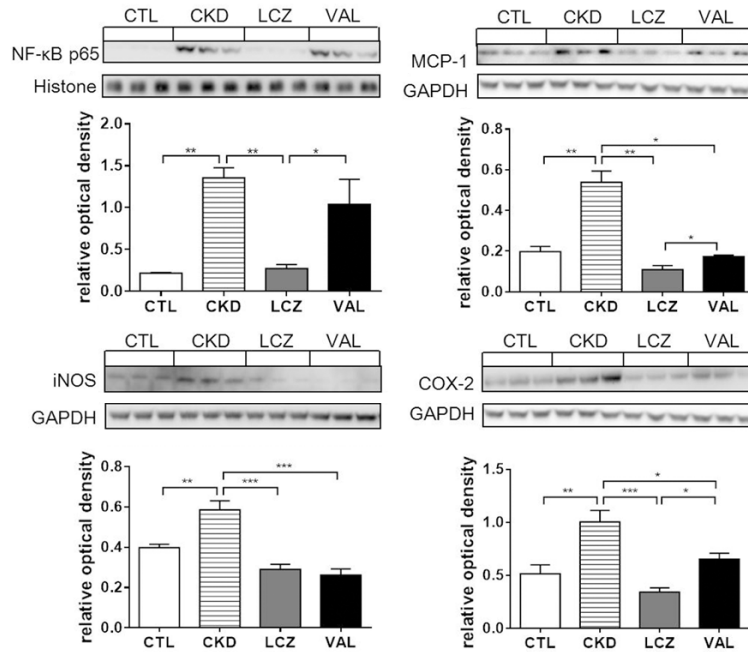 CTL CKD LCZ VAL
NF-κB p65
Histone
relative optical density
2.0
1.5
1.0
0.5
0.0
** ** *
CTL CKD LCZ VAL
CTL CKD LCZ VAL
MCP-1
GAPDH
relative optical density
0.8
0.6
0.4
0.2
0.0
*
** **
*
CTL CKD LCZ VAL
CTL CKD LCZ VAL
iNOS
GAPDH
relative optical density
0.8
0.6
0.4
0.2
0.0
***
** ***
CTL CKD LCZ VAL
CTL CKD LCZ VAL
COX-2
GAPDH
relative optical density
1.5
1.0
0.5
0.0
*
** *** *
CTL CKD LCZ VAL